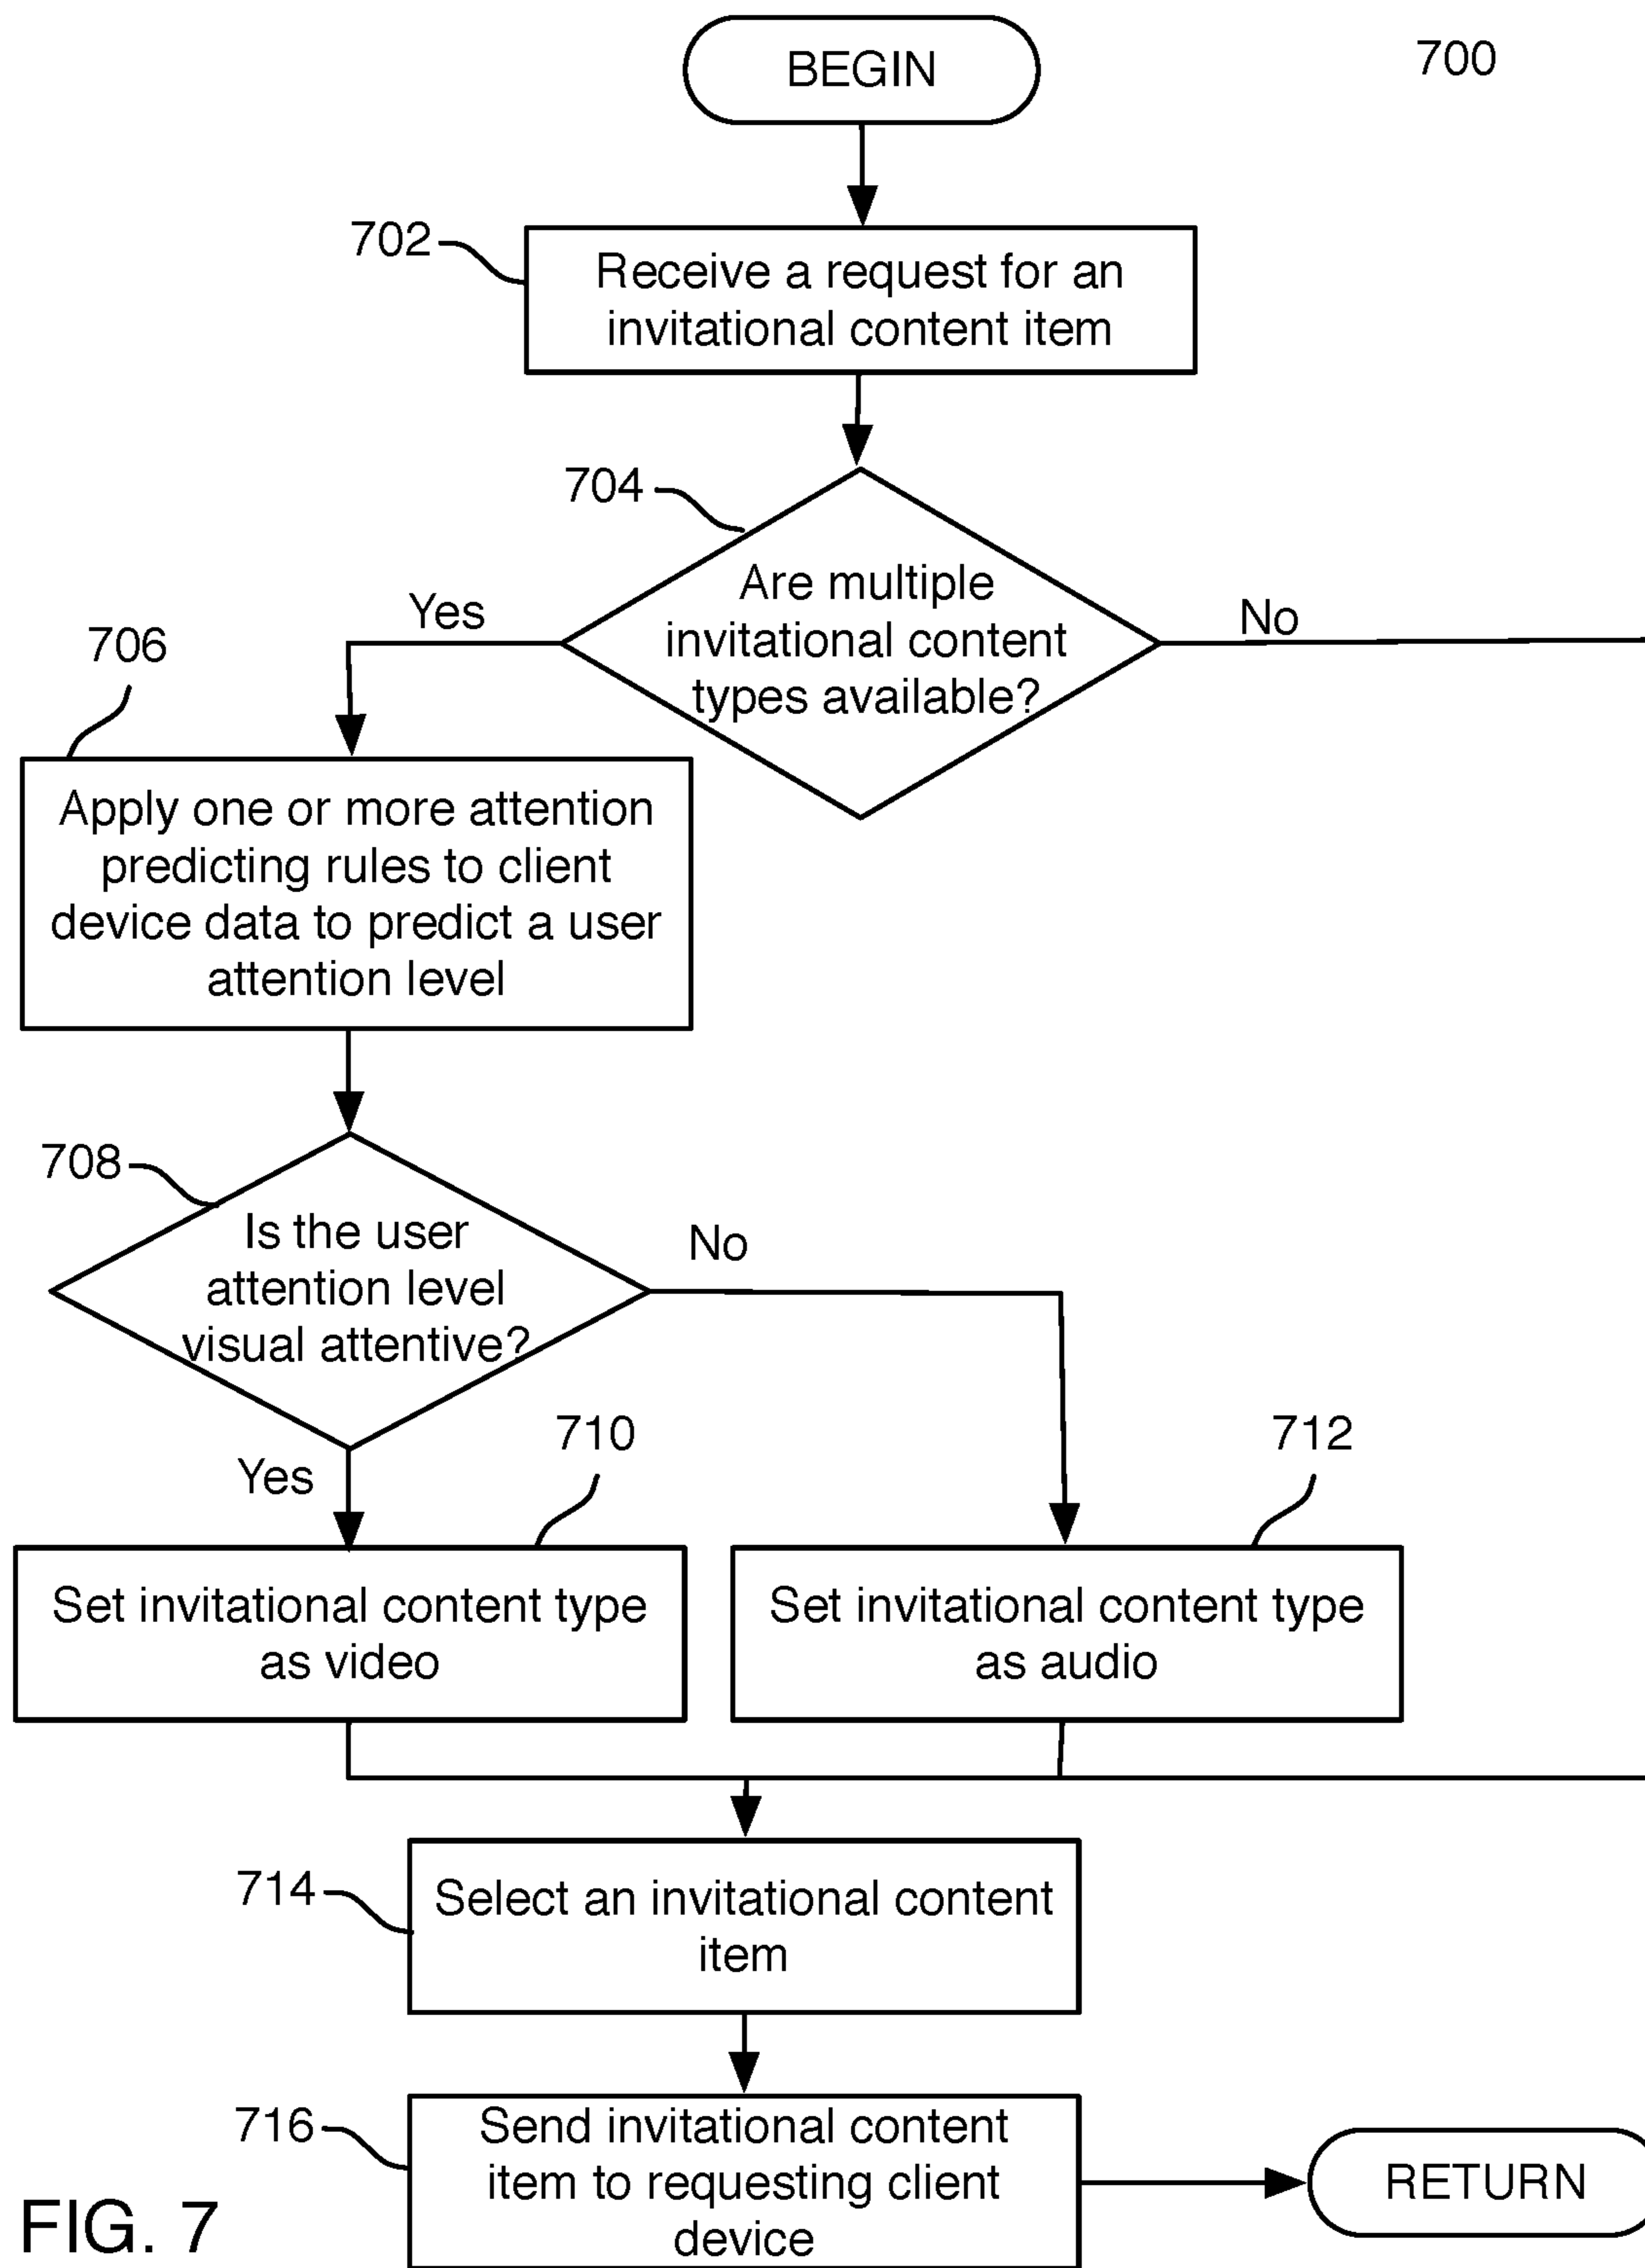 BEGIN
700
702
Receive a request for an
invitational content item
704
Are multiple
invitational content
types available?
Yes
No
706
Apply one or more attention
predicting rules to client
device data to predict a user
attention level
708
Is the user
attention level
visual attentive?
No
Yes
710
712
Set invitational content type
as video
Set invitational content type
as audio
714
Select an invitational content
item
716
Send invitational content
item to requesting client
device
RETURN
FIG. 7